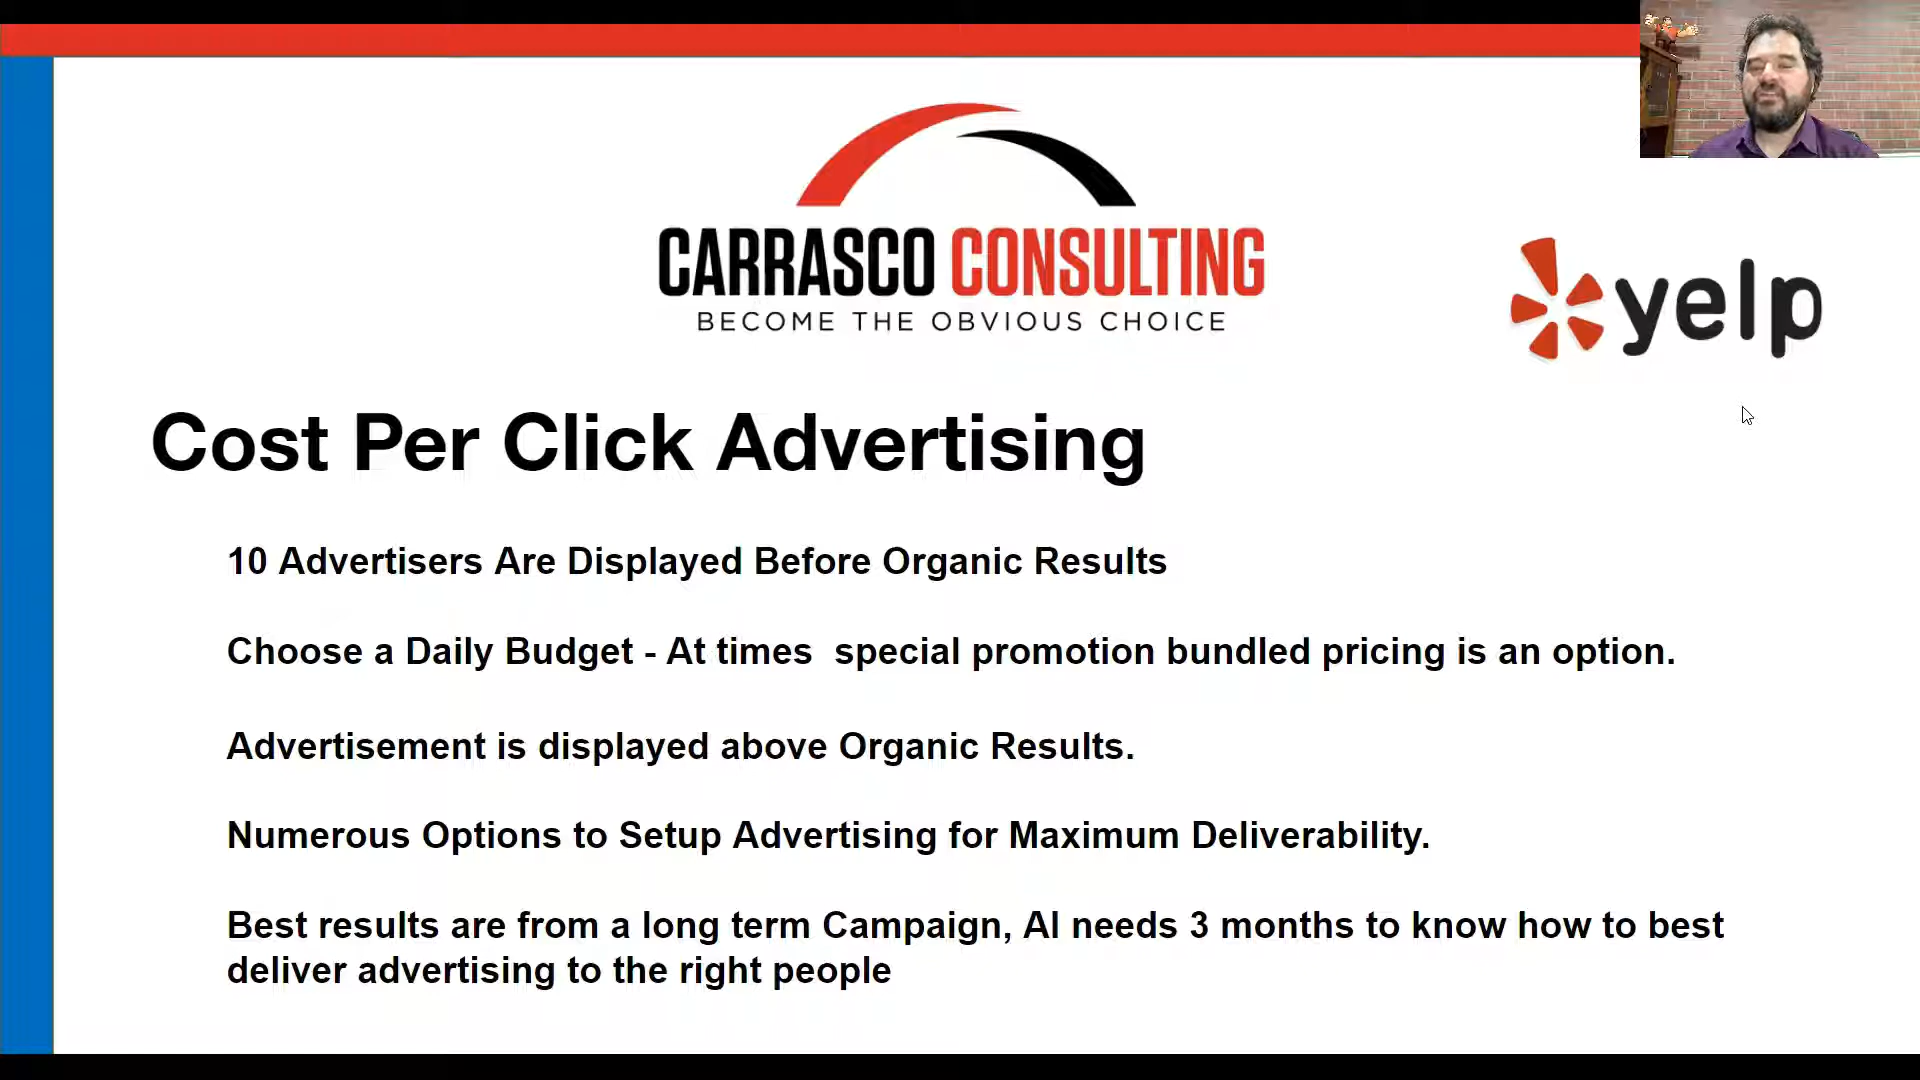 CARRASCO CONSULTING
BECOME THE OBVIOUS CHOICE
yelp
Cost Per Click Advertising
10 Advertisers Are Displayed Before Organic Results
Choose a Daily Budget - At times  special promotion bundled pricing is an option.
Advertisement is displayed above Organic Results.
Numerous Options to Setup Advertising for Maximum Deliverability.
Best results are from a long term Campaign, AI needs 3 months to know how to best
deliver advertising to the right people